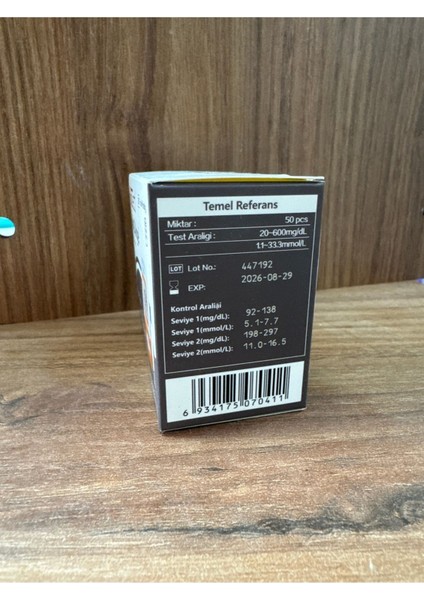 Temel Referans
Miktar : 50 pcs
Test Araligi : 20~600mg/dL
1.1~33.3mmol/L
LOT Lot No.: 447192
EXP: 2026-08-29
Kontrol Araliği
Seviye 1(mg/dL): 92-138
Seviye 1(mmol/L): 5.1-7.7
Seviye 2(mg/dL): 198-297
Seviye 2(mmol/L): 11.0-16.5
6 934175 070411